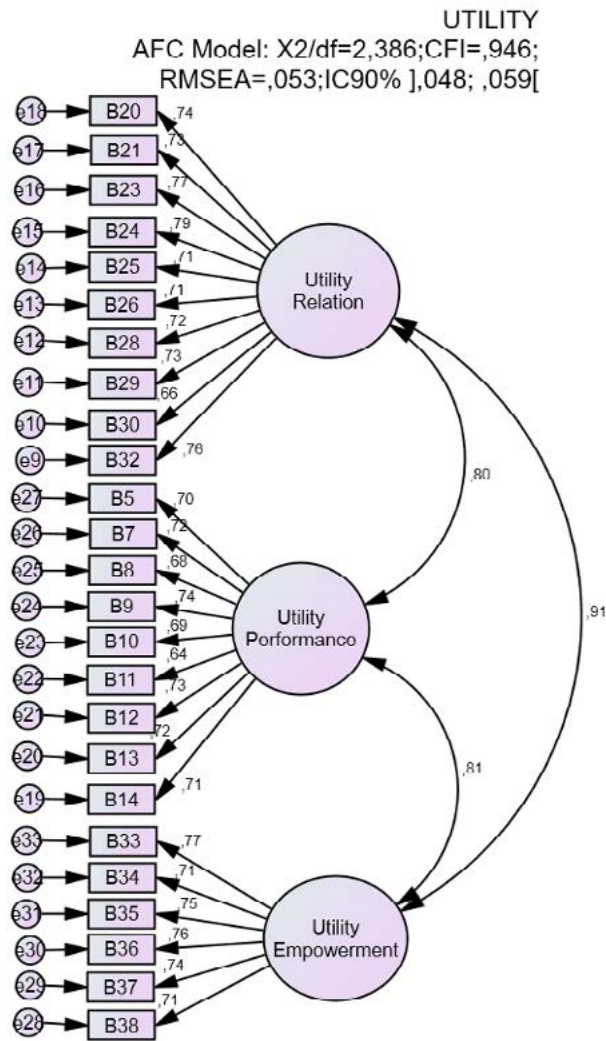 UTILITY
AFC Model: X2/df=2,386;CFI=,946;
RMSEA=,053;IC90% ],048; ,059[
e18 B20 ,74
e17 B21 ,73
e16 B23 ,77
e15 B24 ,79
e14 B25 ,71
e13 B26 ,71
e12 B28 ,72
e11 B29 ,73
e10 B30 ,66
e9 B32 ,76
Utility
Relation
e27 B5 ,70
e26 B7 ,72
e25 B8 ,68
e24 B9 ,74
e23 B10 ,69
e22 B11 ,64
e21 B12 ,73
e20 B13 ,72
e19 B14 ,71
Utility
Porformanco
e33 B33 ,77
e32 B34 ,71
e31 B35 ,75
e30 B36 ,76
e29 B37 ,74
e28 B38 ,71
Utility
Empowerment
,80
,91
,81